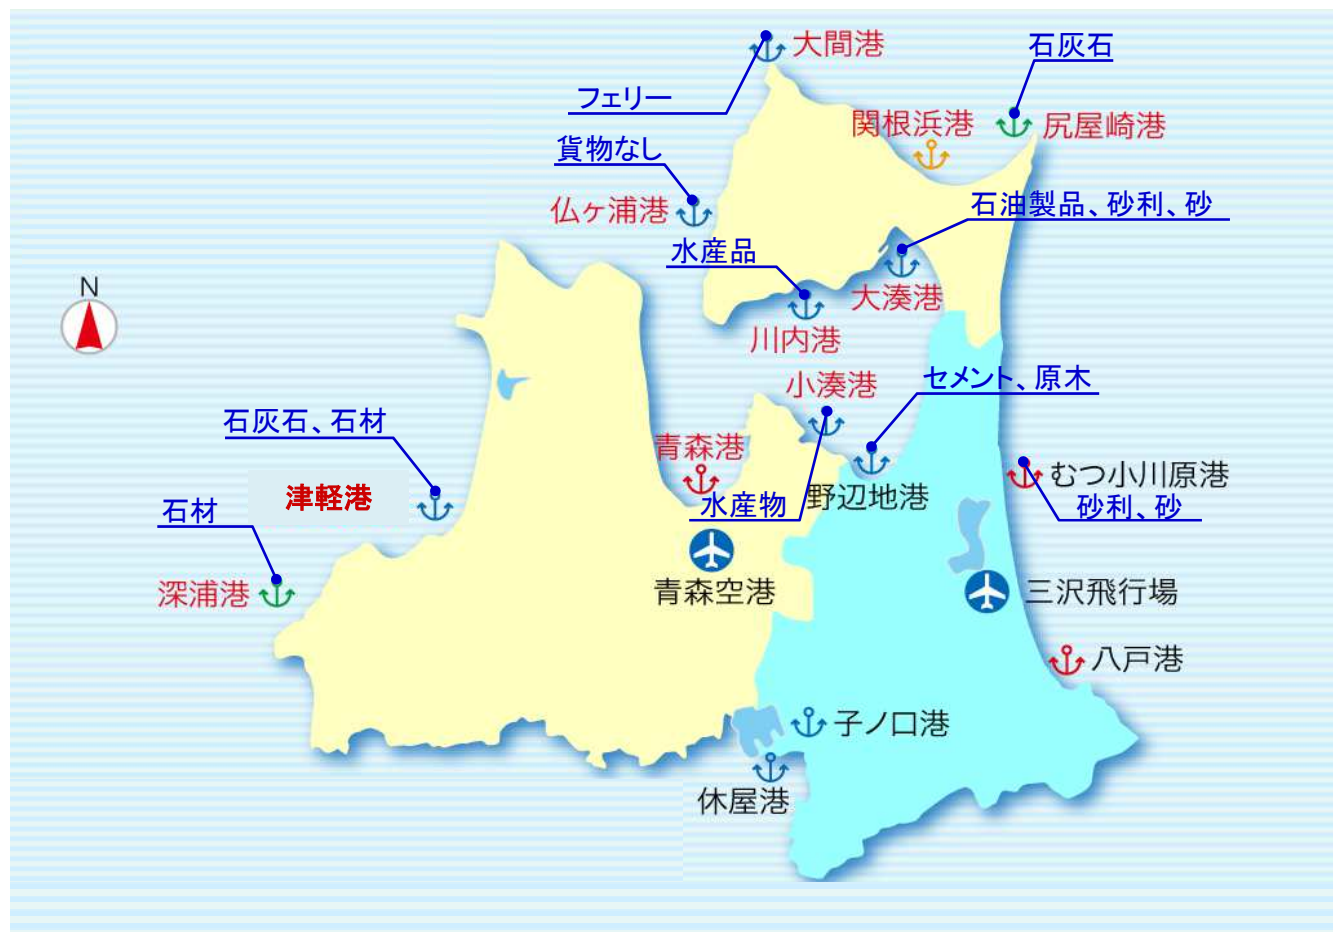 大間港
石灰石
フェリー
関根浜港
尻屋崎港
貨物なし
仏ヶ浦港
石油製品、砂利、砂
水産品
N
大湊港
川内港
小湊港
セメント、原木
石灰石、石材
青森港
むつ小川原港
津軽港
水産物
野辺地港
砂利、砂
石材
深浦港
青森空港
三沢飛行場
八戸港
子ノ口港
休屋港